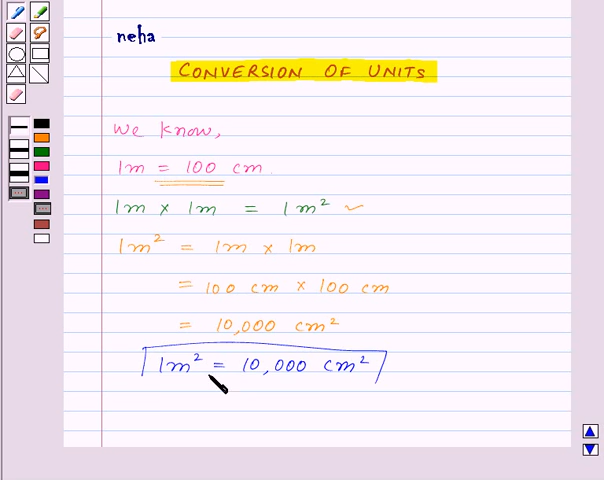 neha
CONVERSION OF UNITS
We know,
1m = 100 cm.
1m × 1m = 1m²
1m² = 1m × 1m
= 100 cm × 100 cm
= 10,000 cm²
1m² = 10,000 cm²